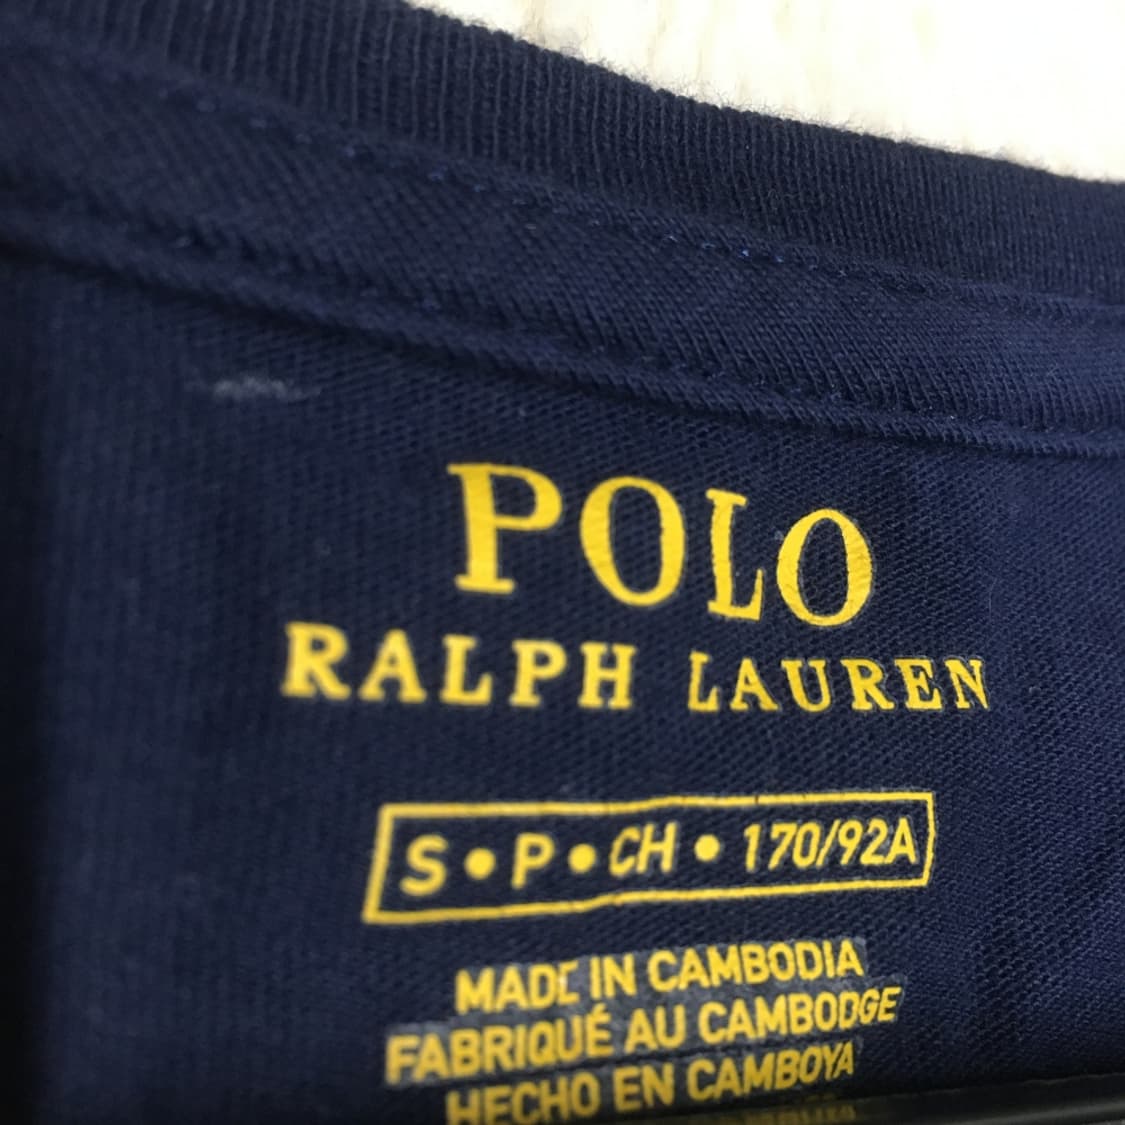 POLO
RALPH LAUREN
S • P • CH • 170/92A
MADE IN CAMBODIA
FABRIQUÉ AU CAMBODGE
HECHO EN CAMBOYA